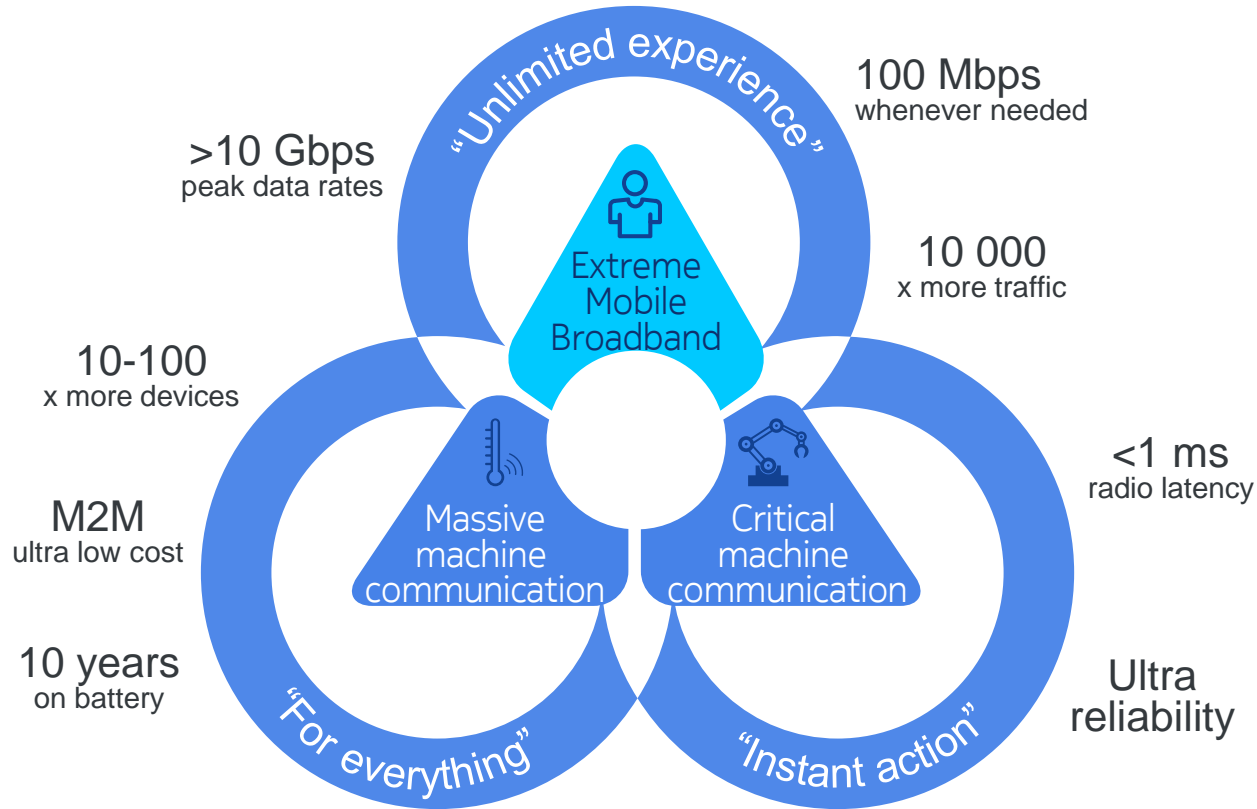 “Unlimited experience”
100 Mbps
whenever needed
>10 Gbps
peak data rates
10 000
x more traffic
Extreme
Mobile
Broadband
10-100
x more devices
<1 ms
radio latency
M2M
ultra low cost
Massive
machine
communication
Critical
machine
communication
10 years
on battery
Ultra
reliability
“For everything”
“Instant action”